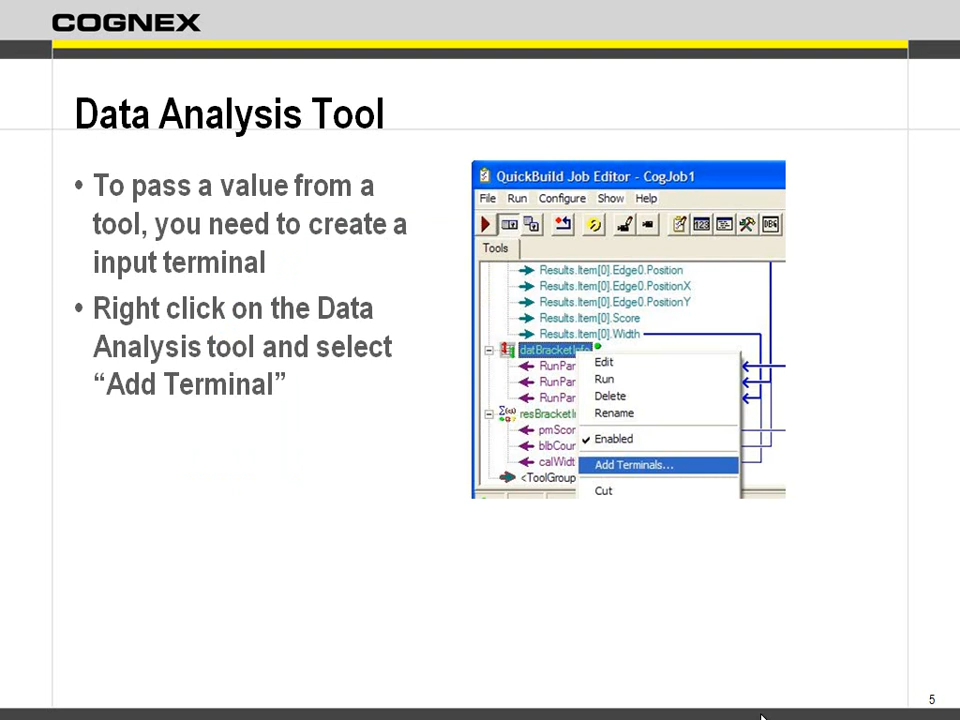 COGNEX
Data Analysis Tool
• To pass a value from a
tool, you need to create a
input terminal
• Right click on the Data
Analysis tool and select
“Add Terminal”
QuickBuild Job Editor - CogJob1
File Run Configure Show Help
Tools
Results.Item[0].Edge0.Position
Results.Item[0].Edge0.PositionX
Results.Item[0].Edge0.PositionY
Results.Item[0].Score
Results.Item[0].Width
datBracketInfo
RunPar
RunPar
RunPar
resBracketI
pmScor
blbCour
calWidt
<ToolGroup
Edit
Run
Delete
Rename
Enabled
Add Terminals...
Cut
5